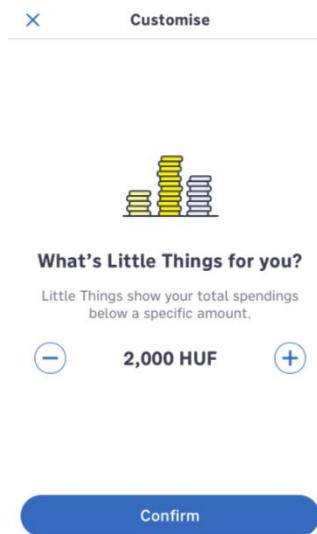 Customise
What's Little Things for you?
Little Things show your total spendings
below a specific amount.
2,000 HUF
Confirm